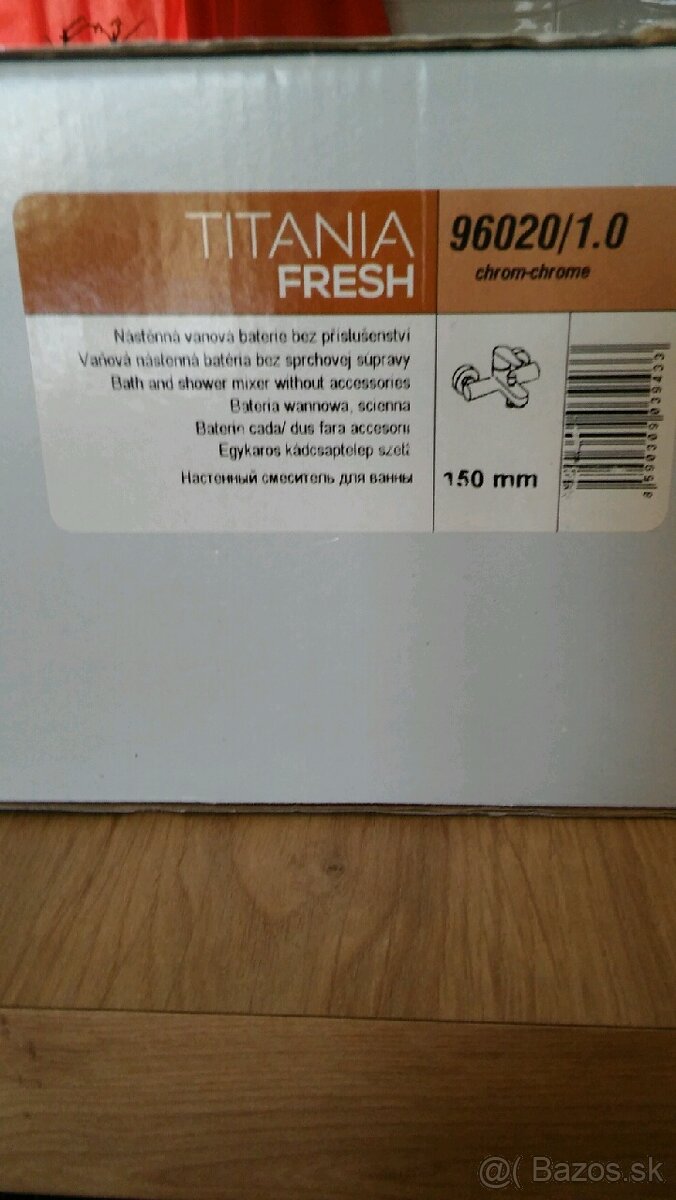 TITANIA
FRESH
96020/1.0
chrom-chrome
Nástěnná vanová baterie bez příslušenství
Vaňová nástenná batéria bez sprchovej súpravy
Bath and shower mixer without accessories
Bateria wannowa, scienna
Baterie cada/ dus fara accesorii
Egykaros kádcsaptelep szett
Настенный смеситель для ванны
150 mm
8590309039433
@( Bazos.sk